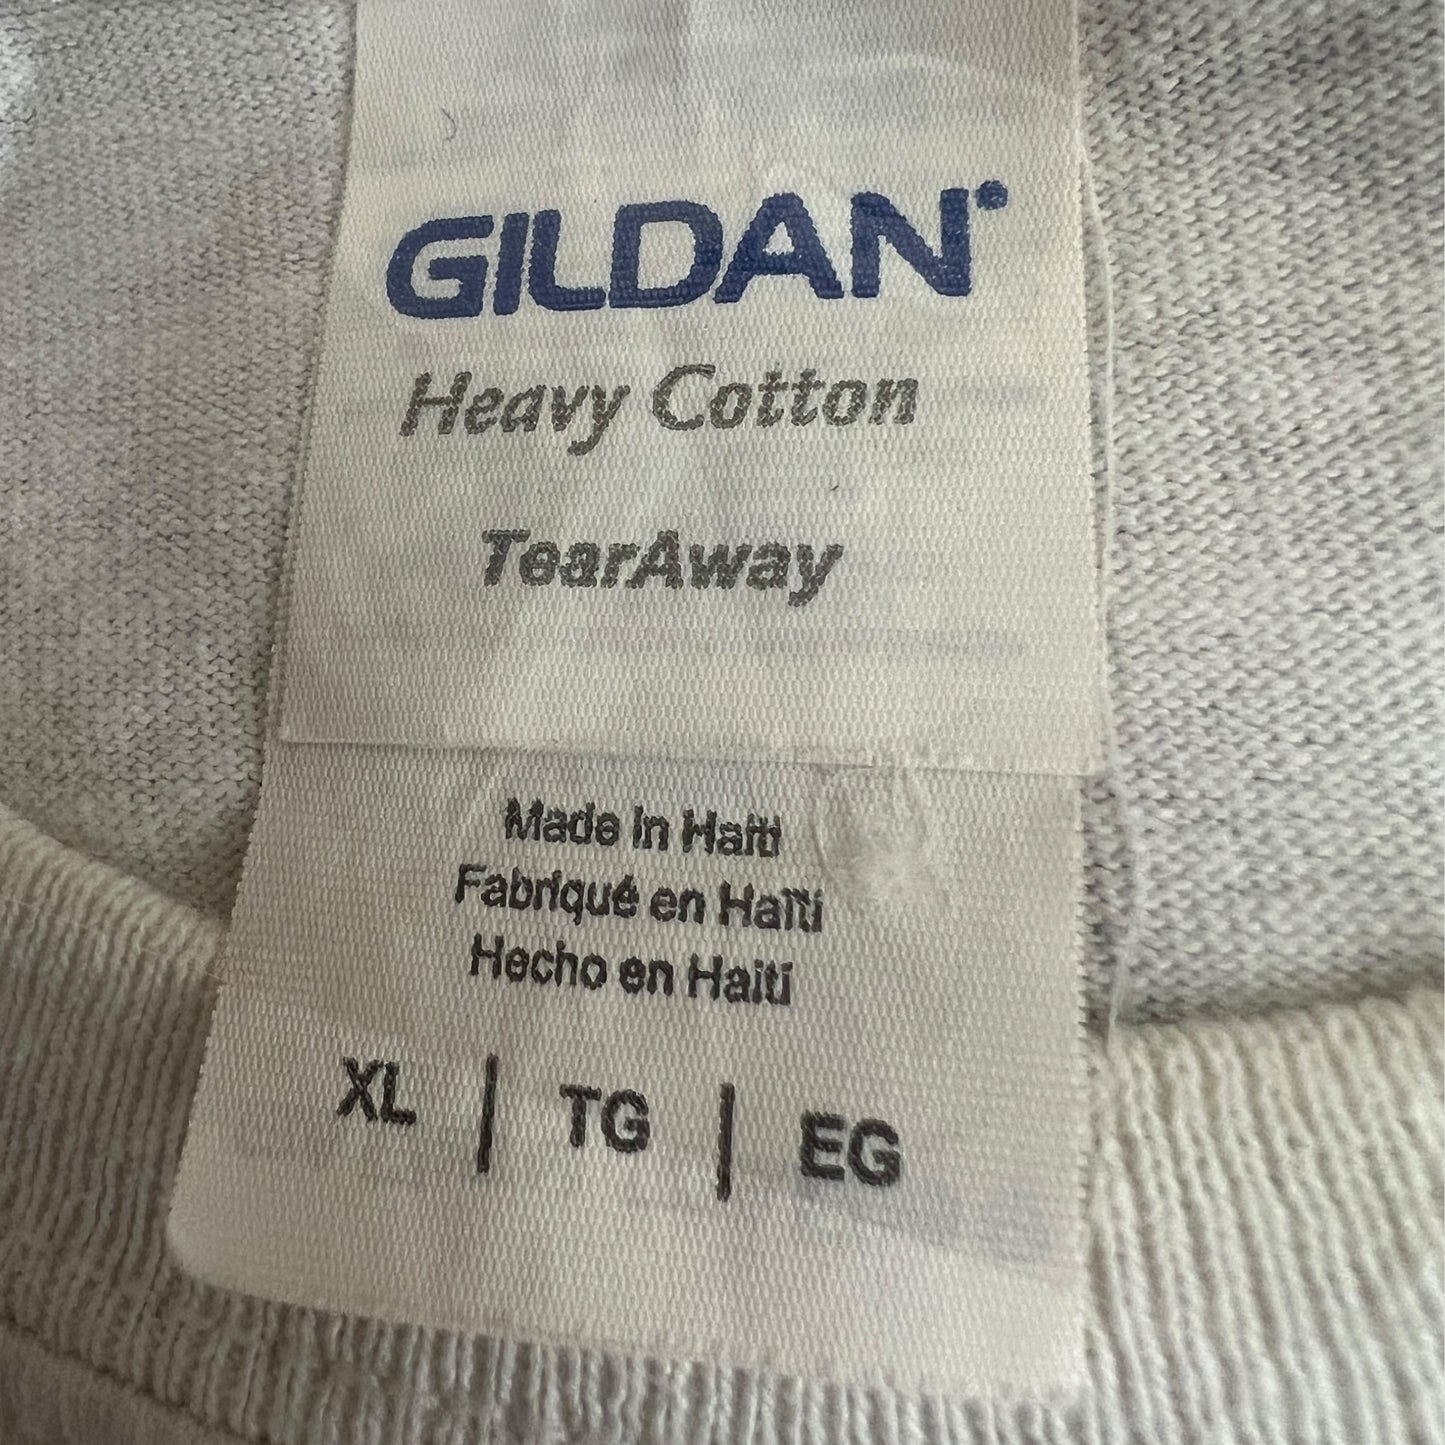 GILDAN
Heavy Cotton
TearAway
Made in Haiti
Fabriqué en Haïti
Hecho en Haití
XL | TG | EG